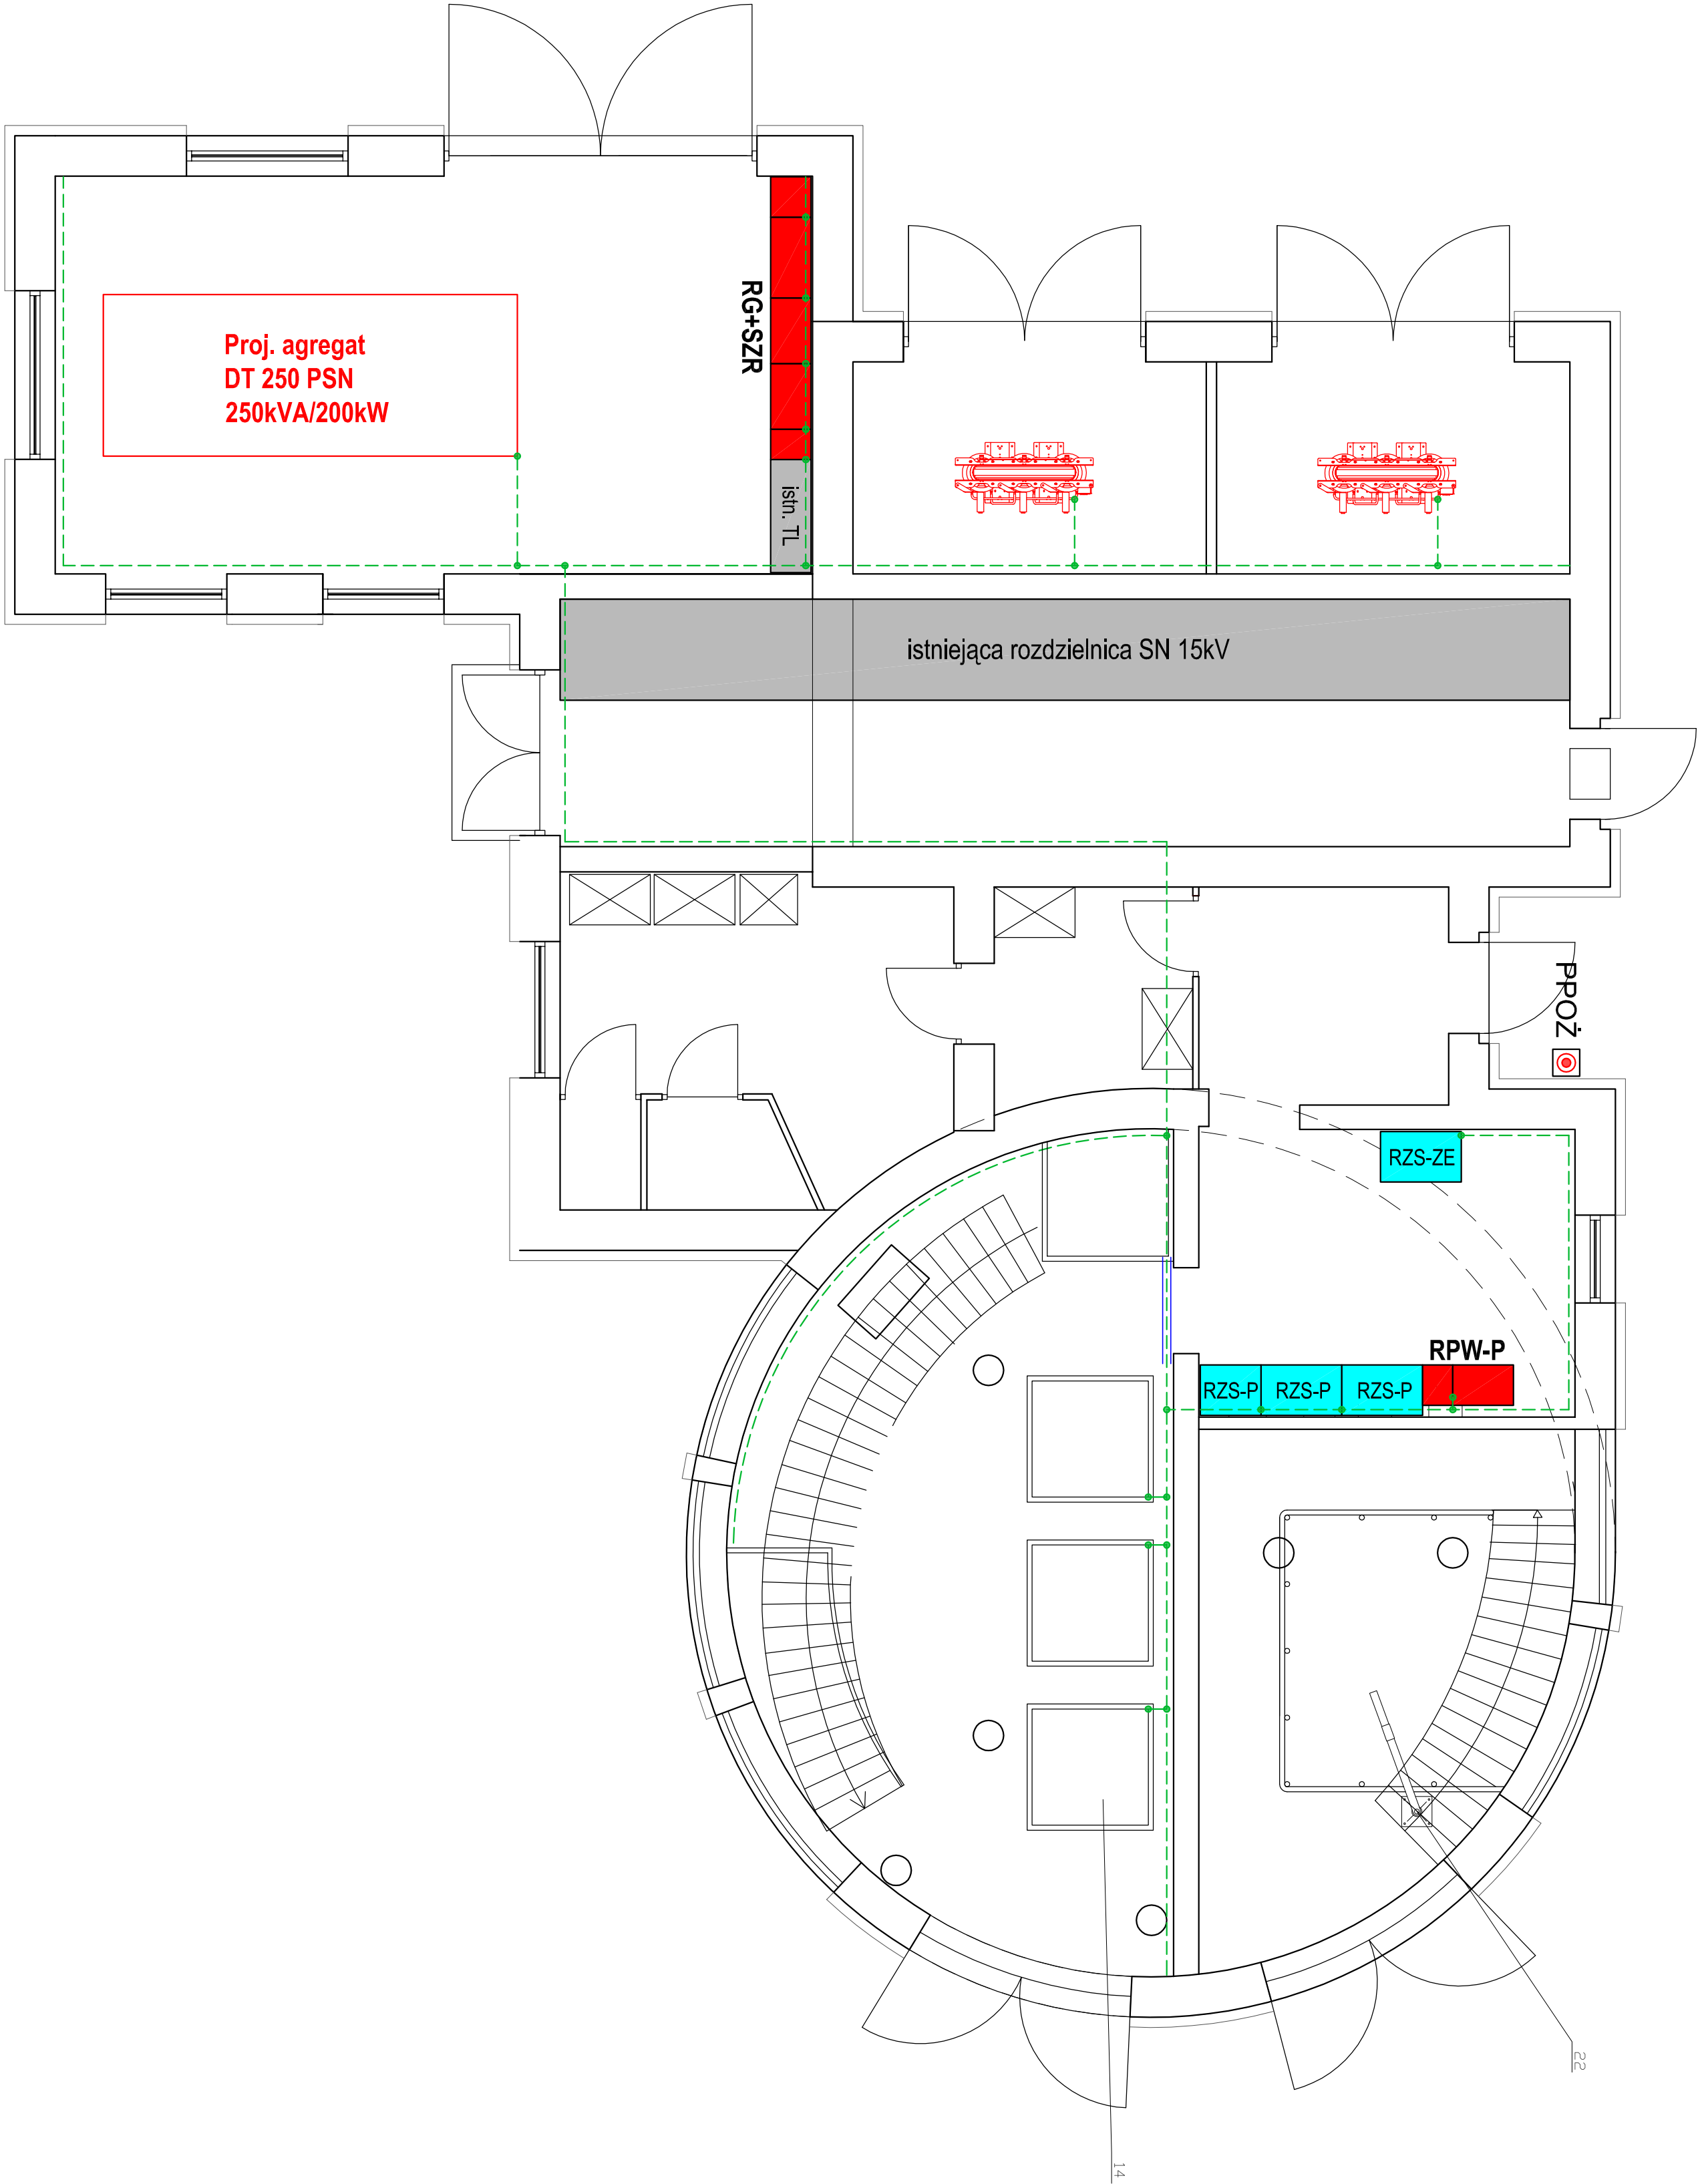 Proj. agregat
DT 250 PSN
250kVA/200kW
RG+SZR
istn. TL
istniejąca rozdzielnica SN 15kV
PPOŻ
RZS-ZE
RPW-P
RZS-P
RZS-P
RZS-P
22
14